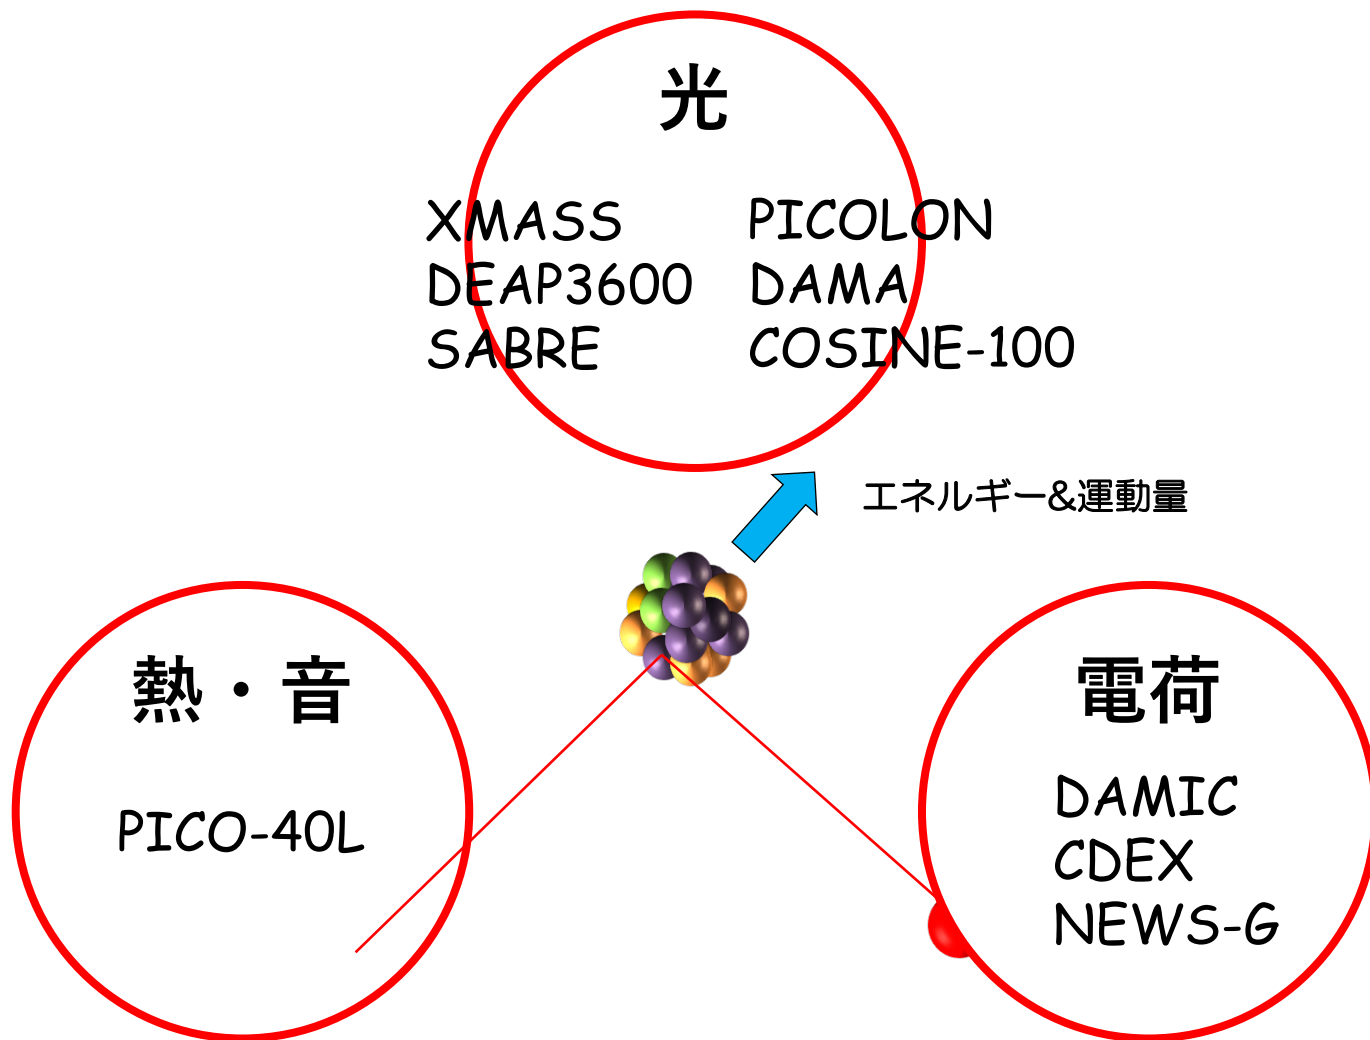 光
XMASS
DEAP3600
SABRE
PICOLON
DAMA
COSINE-100
エネルギー&運動量
熱・音
PICO-40L
電荷
DAMIC
CDEX
NEWS-G